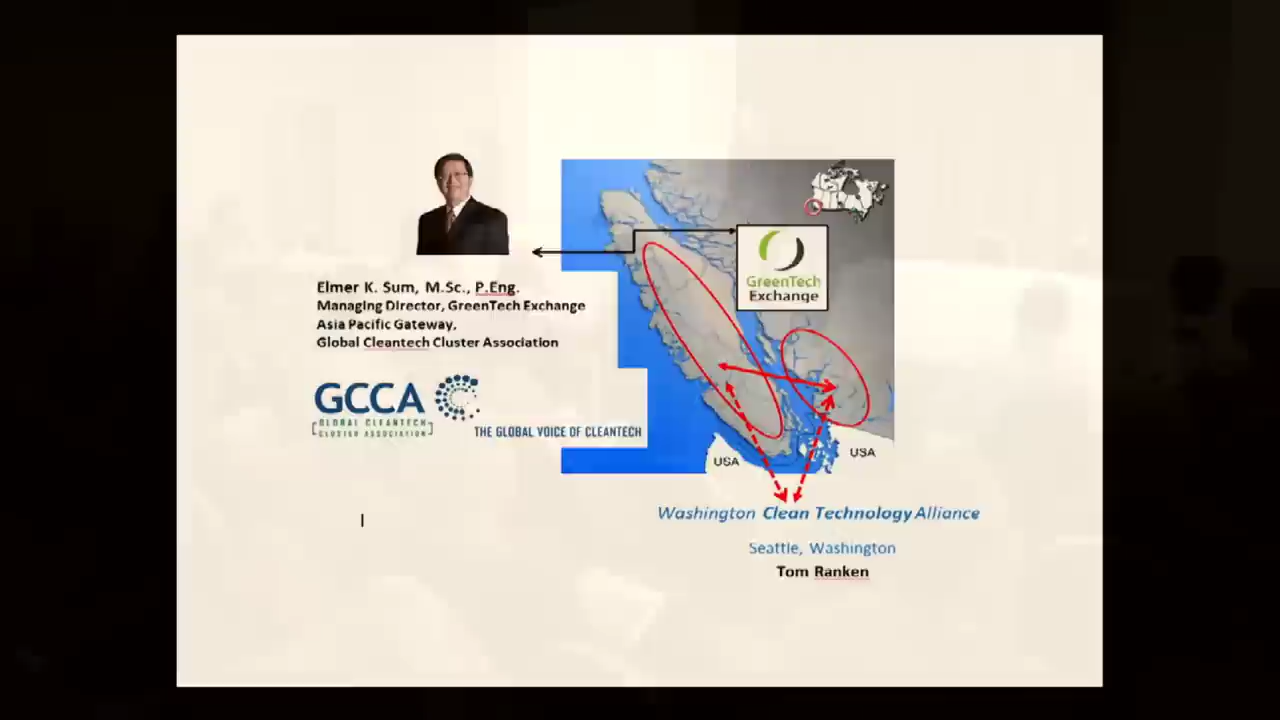 Elmer K. Sum, M.Sc., P.Eng.
Managing Director, GreenTech Exchange
Asia Pacific Gateway,
Global Cleantech Cluster Association
GCCA
GLOBAL CLEANTECH
CLUSTER ASSOCIATION
THE GLOBAL VOICE OF CLEANTECH
GreenTech
Exchange
USA
USA
Washington Clean Technology Alliance
Seattle, Washington
Tom Ranken